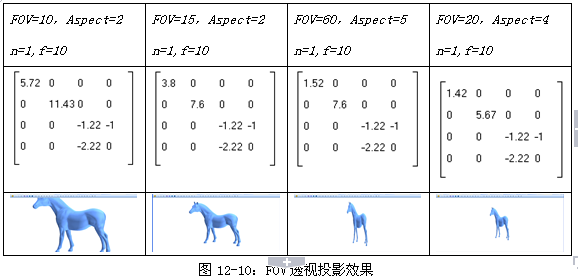 FOV=10, Aspect=2 FOV=15, Aspect=2 FOV=60, Aspect=5 FOV=20, Aspect=4
n=1,f=10 n=1,f=10 n=1,f=10 n=1,f=10
5.72 0 0 0
0 11.43 0 0
0 0 -1.22 -1
0 0 -2.22 0
3.8 0 0 0
0 7.6 0 0
0 0 -1.22 -1
0 0 -2.22 0
1.52 0 0 0
0 7.6 0 0
0 0 -1.22 -1
0 0 -2.22 0
1.42 0 0 0
0 5.67 0 0
0 0 -1.22 -1
0 0 -2.22 0
图 12-10：FOV透视投影效果